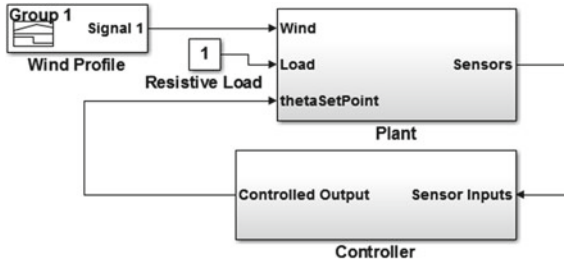 Group 1
Signal 1
Wind Profile
1
Resistive Load
Wind
Load
thetaSetPoint
Sensors
Plant
Controlled Output
Sensor Inputs
Controller